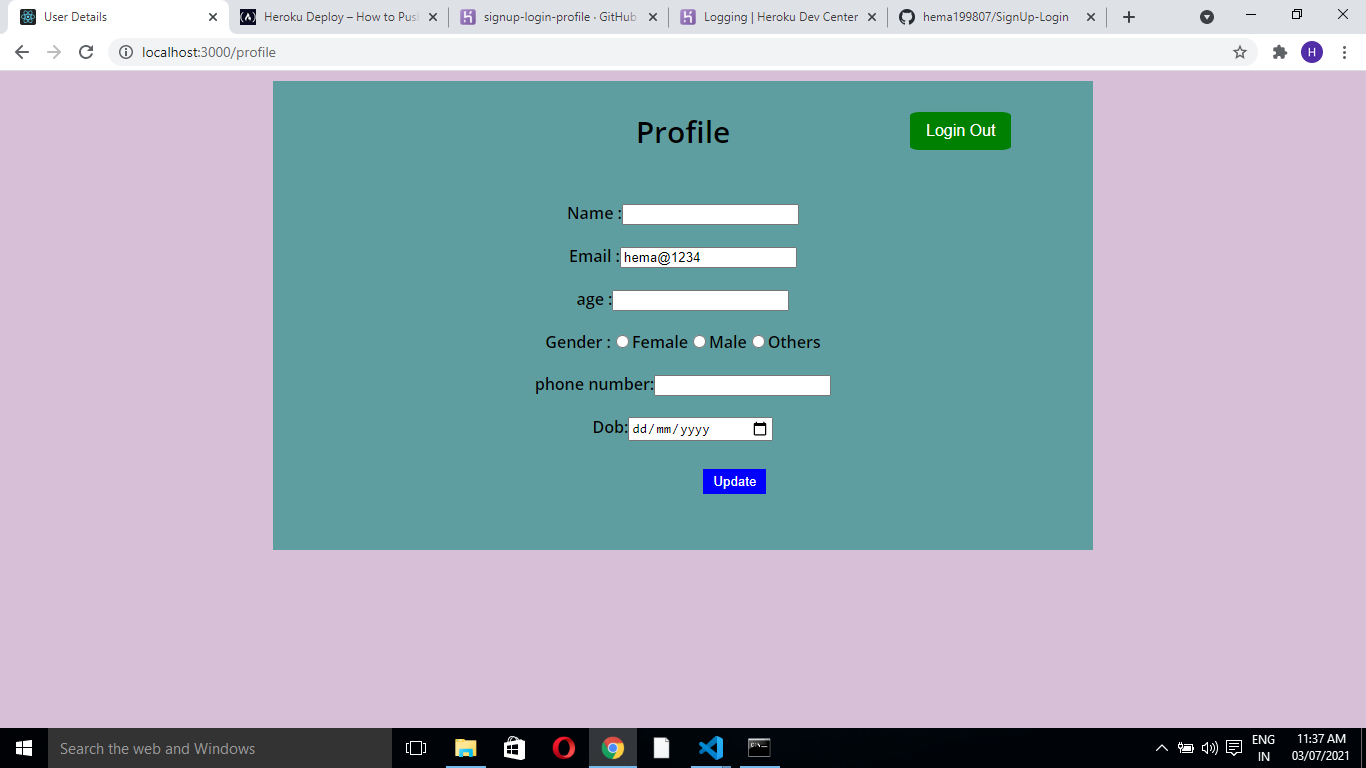 User Details
Heroku Deploy – How to Pus
signup-login-profile · GitHub
Logging | Heroku Dev Center
hema199807/SignUp-Login
localhost:3000/profile
H
Profile
Login Out
Name :
Email :hema@1234
age :
Gender : Female Male Others
phone number:
Dob:dd/mm/yyyy
Update
Search the web and Windows
ENG
IN
11:37 AM
03/07/2021